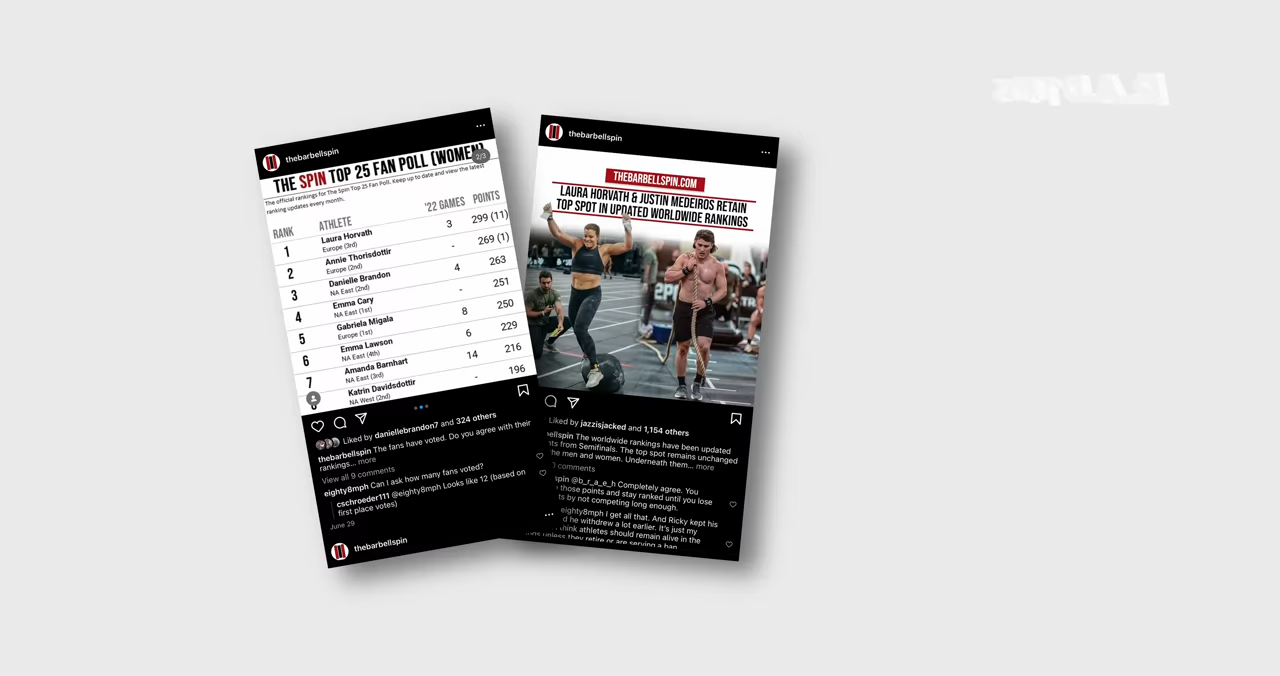 thebarbellspin
2/3
THE SPIN TOP 25 FAN POLL (WOMEN)
The official rankings for The Spin Top 25 Fan Poll. Keep up to date and view the latest
ranking updates every month.
RANK ATHLETE '22 GAMES POINTS
1 Laura Horvath 3 299 (11)
Europe (3rd)
2 Annie Thorisdottir - 269 (1)
Europe (2nd)
3 Danielle Brandon 4 263
NA East (2nd)
4 Emma Cary - 251
NA East (1st)
5 Gabriela Migala 8 250
Europe (1st)
6 Emma Lawson 6 229
NA East (4th)
7 Amanda Barnhart 14 216
NA East (3rd)
8 Katrin Davidsdottir - 196
NA West (2nd)
Liked by daniellebrandon7 and 324 others
thebarbellspin The fans have voted. Do you agree with their
rankings... more
View all 9 comments
eighty8mph Can I ask how many fans voted?
cschroeder111 @eighty8mph Looks like 12 (based on
first place votes)
June 29
thebarbellspin
thebarbellspin
THEBARBELLSPIN.COM
LAURA HORVATH & JUSTIN MEDEIROS RETAIN
TOP SPOT IN UPDATED WORLDWIDE RANKINGS
Liked by jazzisjacked and 1,154 others
ellspin The worldwide rankings have been updated
nts from Semifinals. The top spot remains unchanged
he men and women. Underneath them... more
comments
spin @b_r_a_e_h Completely agree. You
those points and stay ranked until you lose
ts by not competing long enough.
eighty8mph I get all that. And Ricky kept his
d he withdrew a lot earlier. It's just my
think athletes should remain alive in the
unless they retire or are serving a ban